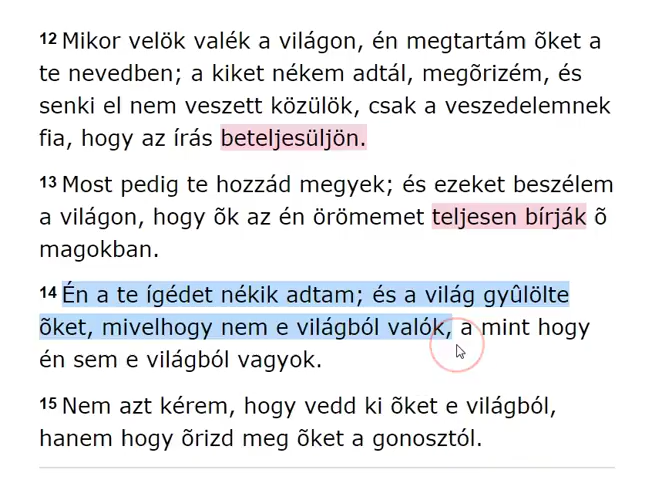 12 Mikor velök valék a világon, én megtartám õket a
te nevedben; a kiket nékem adtál, megõrizém, és
senki el nem veszett közülök, csak a veszedelemnek
fia, hogy az írás beteljesüljön.
13 Most pedig te hozzád megyek; és ezeket beszélem
a világon, hogy õk az én örömemet teljesen bírják õ
magokban.
14 Én a te ígédet nékik adtam; és a világ gyûlölte
õket, mivelhogy nem e világból valók, a mint hogy
én sem e világból vagyok.
15 Nem azt kérem, hogy vedd ki õket e világból,
hanem hogy õrizd meg õket a gonosztól.